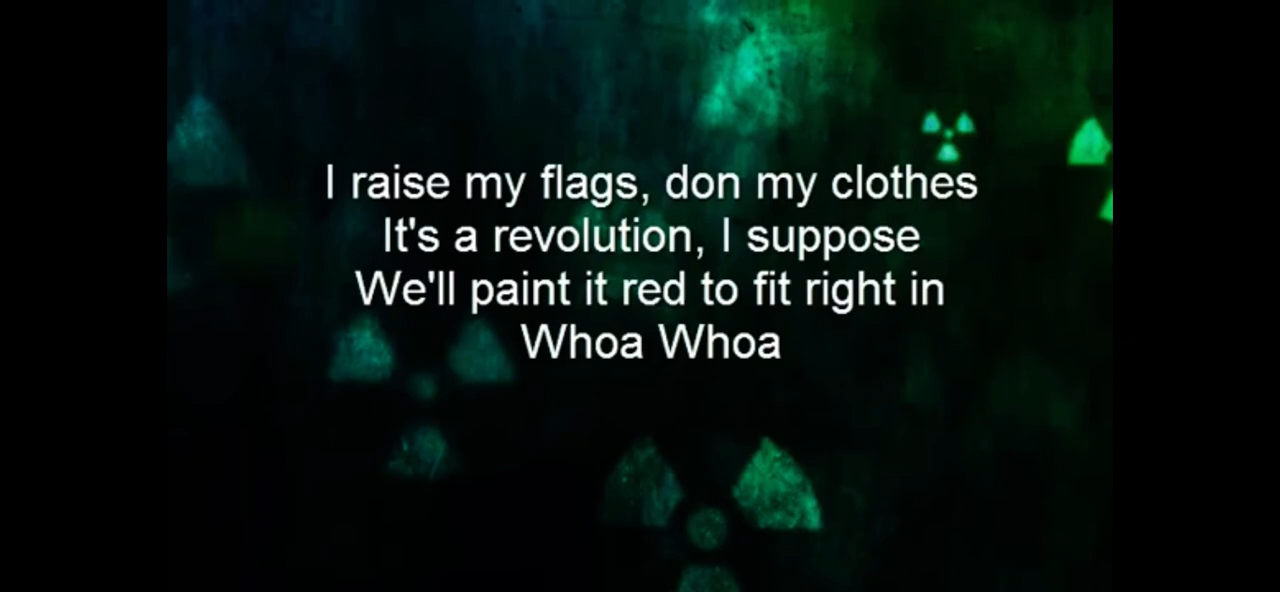 I raise my flags, don my clothes
It's a revolution, I suppose
We'll paint it red to fit right in
Whoa Whoa